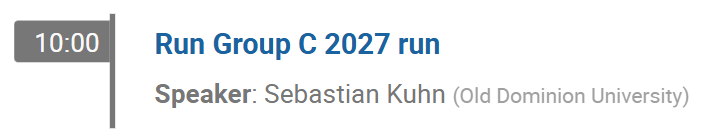 10:00 Run Group C 2027 run
Speaker: Sebastian Kuhn (Old Dominion University)